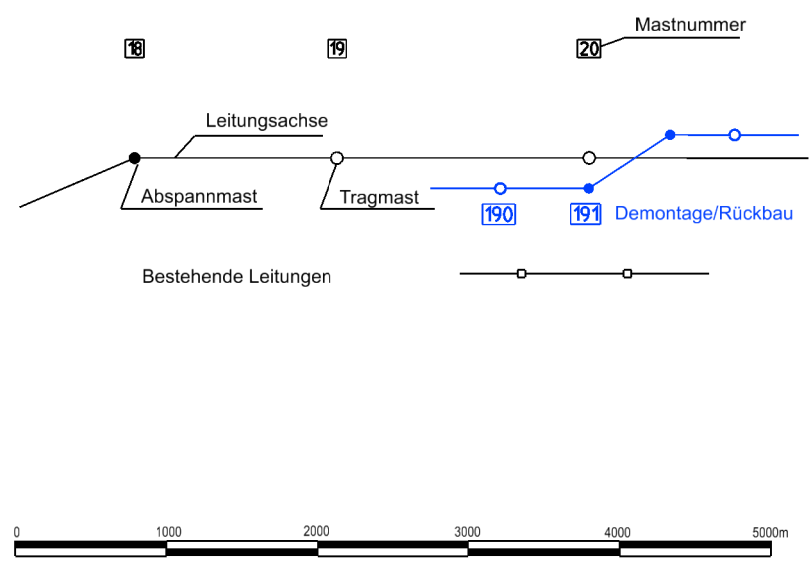 Mastnummer
18 19 20
Leitungsachse
Abspannmast Tragmast
190 191 Demontage/Rückbau
Bestehende Leitungen
0 1000 2000 3000 4000 5000m